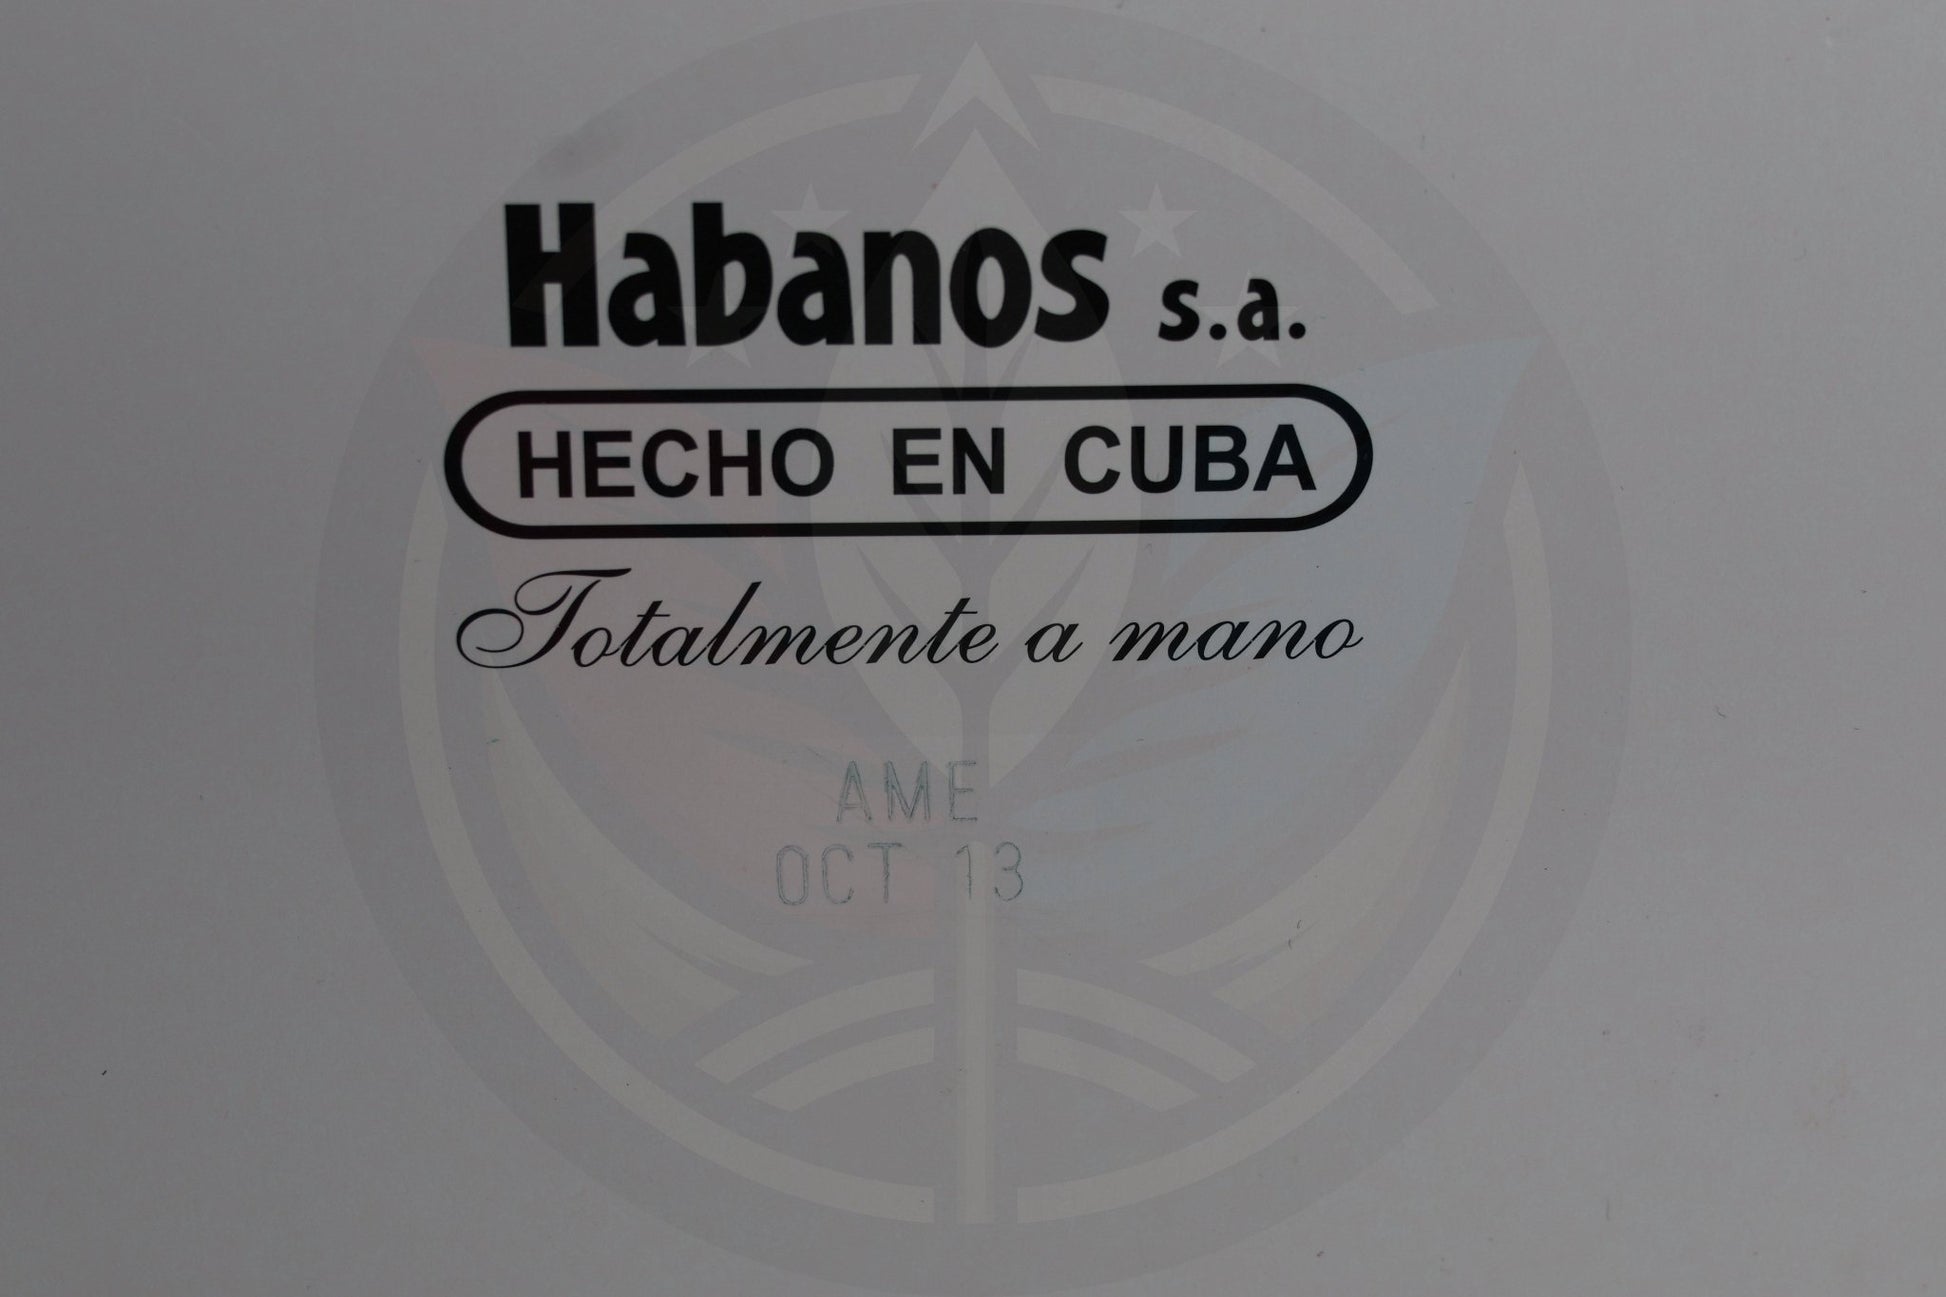 Habanos s.a.
HECHO EN CUBA
Totalmente a mano
AME
OCT 13